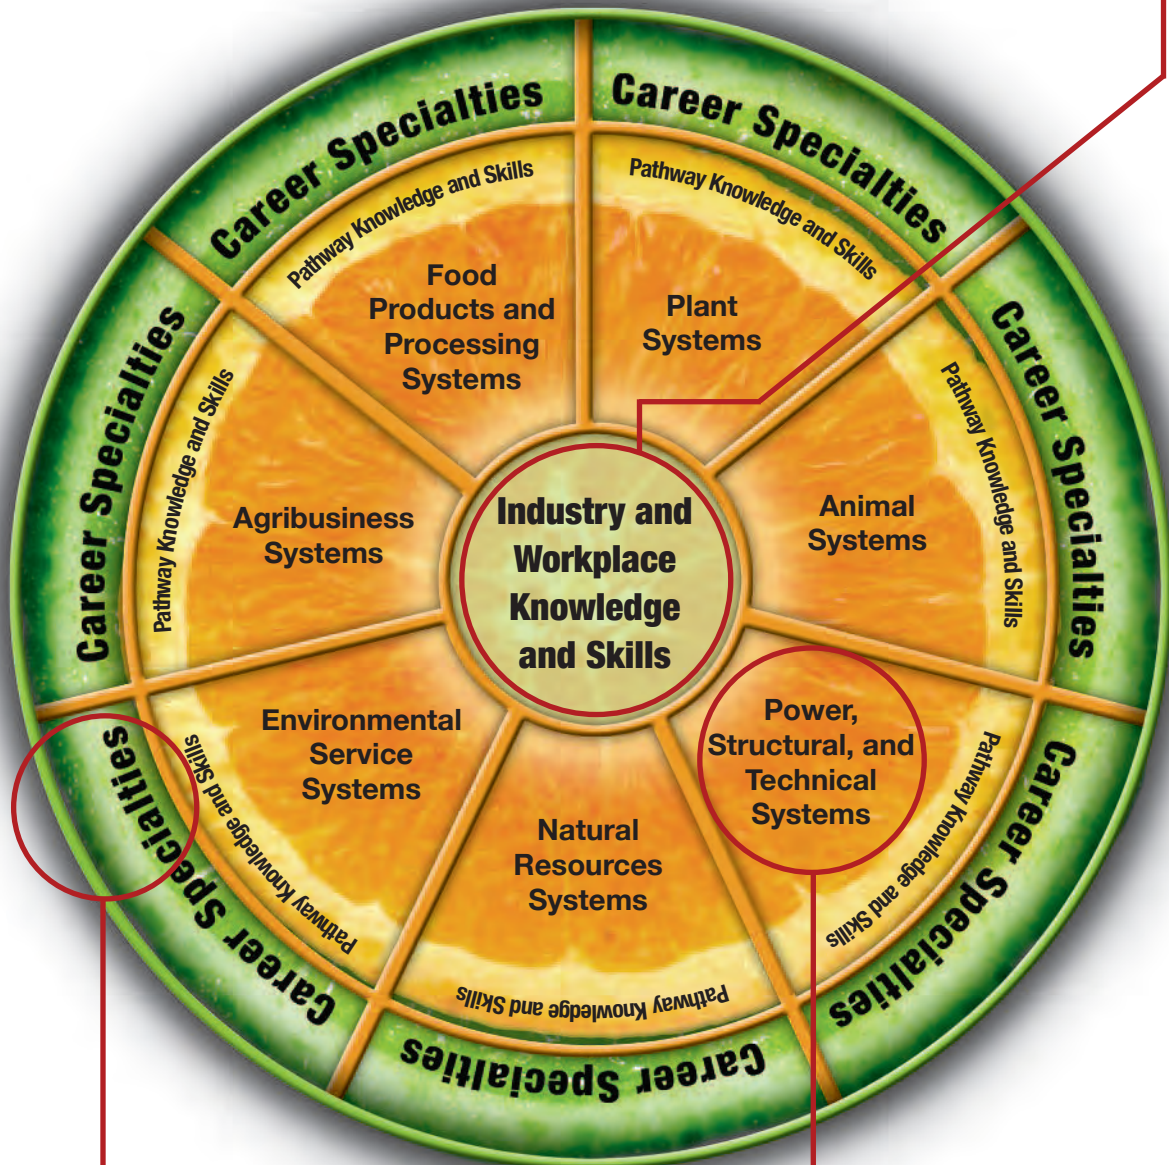 Career Specialties
Career Specialties
Pathway Knowledge and Skills
Pathway Knowledge and Skills
Food
Products and
Processing
Systems
Plant
Systems
Career Specialties
Career Specialties
Pathway Knowledge and Skills
Pathway Knowledge and Skills
Agribusiness
Systems
Animal
Systems
Industry and
Workplace
Knowledge
and Skills
Environmental
Service
Systems
Power,
Structural, and
Technical
Systems
Natural
Resources
Systems
Pathway Knowledge and Skills
Pathway Knowledge and Skills
Pathway Knowledge and Skills
Career Specialties
Career Specialties
Career Specialties